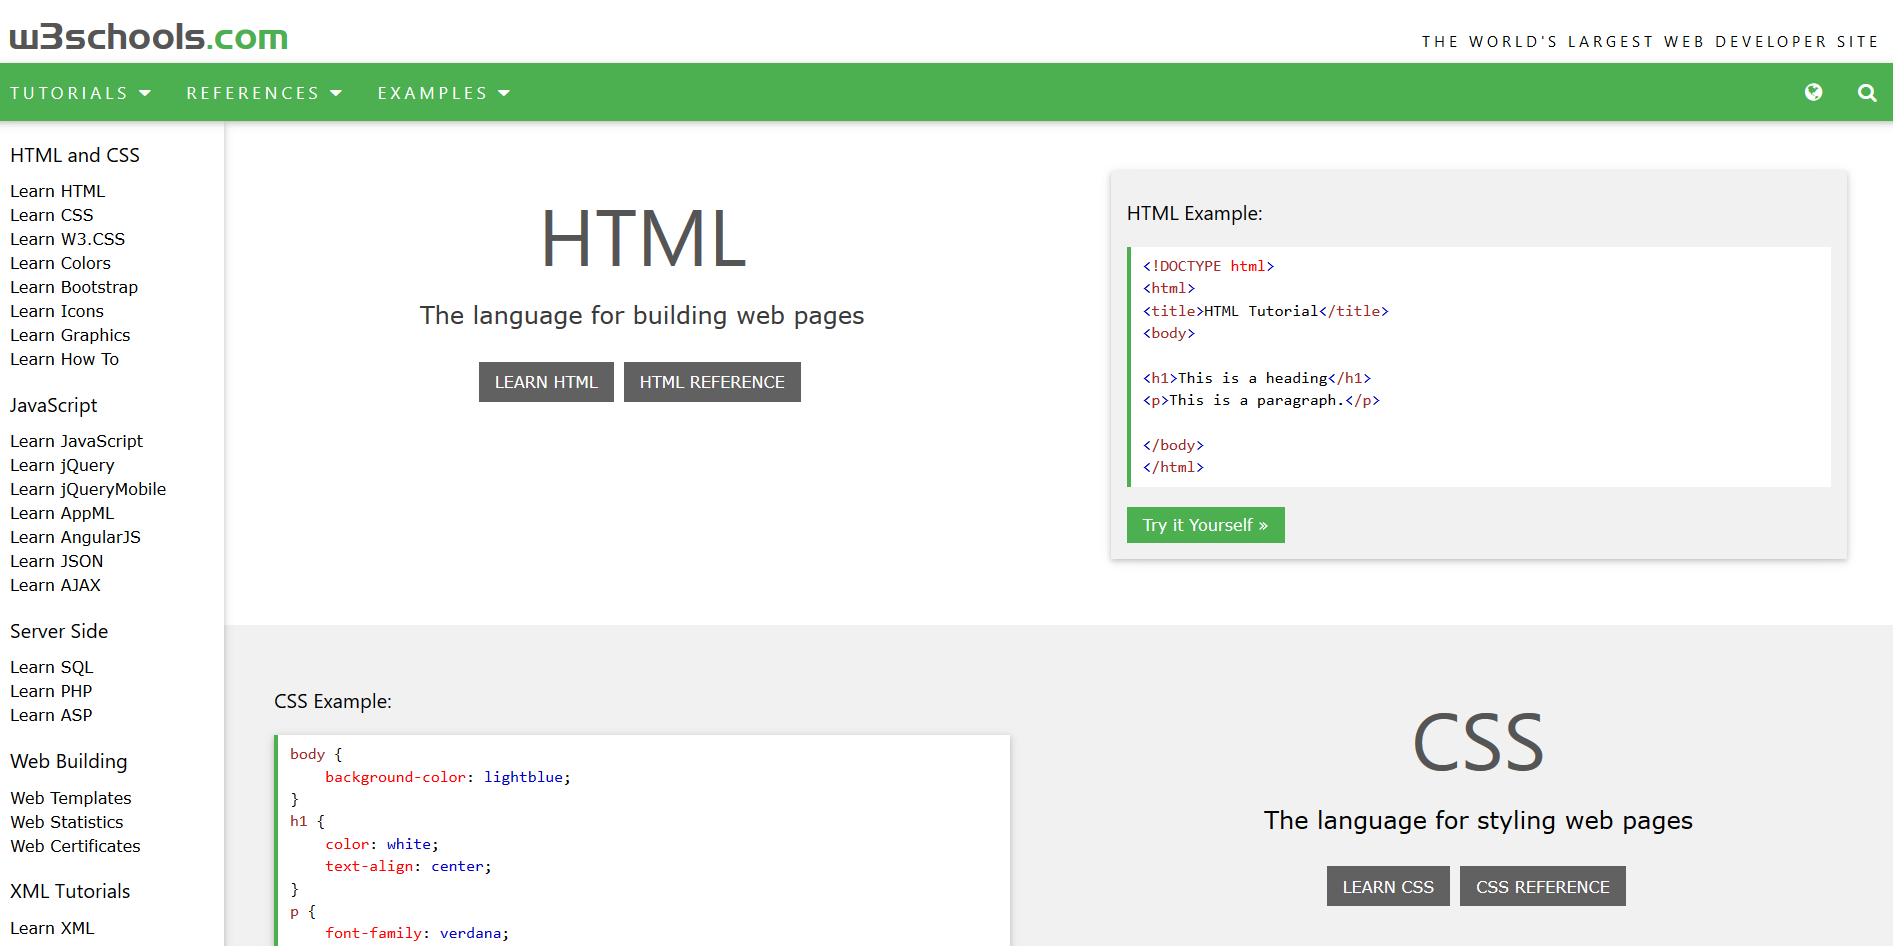 w3schools.com
THE WORLD'S LARGEST WEB DEVELOPER SITE
TUTORIALS
REFERENCES
EXAMPLES
HTML and CSS
Learn HTML
Learn CSS
Learn W3.CSS
Learn Colors
Learn Bootstrap
Learn Icons
Learn Graphics
Learn How To
JavaScript
Learn JavaScript
Learn jQuery
Learn jQueryMobile
Learn AppML
Learn AngularJS
Learn JSON
Learn AJAX
Server Side
Learn SQL
Learn PHP
Learn ASP
Web Building
Web Templates
Web Statistics
Web Certificates
XML Tutorials
Learn XML
HTML
The language for building web pages
LEARN HTML
HTML REFERENCE
HTML Example:
<!DOCTYPE html>
<html>
<title>HTML Tutorial</title>
<body>
<h1>This is a heading</h1>
<p>This is a paragraph.</p>
</body>
</html>
Try it Yourself »
CSS Example:
body {
    background-color: lightblue;
}
h1 {
    color: white;
    text-align: center;
}
p {
    font-family: verdana;
CSS
The language for styling web pages
LEARN CSS
CSS REFERENCE